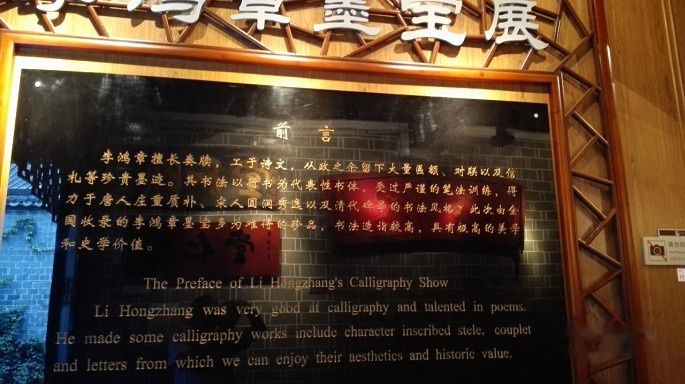 鸿章墨宝展
前言
李鸿章擅长奏牍，工于诗文，从政之余留下大量匾额、对联以及信
札等珍贵墨迹。其书法以行书为代表性书体，受过严谨的笔法训练，得
力于唐人庄重质朴、宋人圆润秀逸以及清代碑学的书法风格。此次由全
国收录的李鸿章墨宝多为难得的珍品，书法造诣较高，具有极高的美学
和史学价值。
The Preface of Li Hongzhang's Calligraphy Show
Li Hongzhang was very good at calligraphy and talented in poems.
He made some calligraphy works include character inscribed stele, couplet
and letters from which we can enjoy their aesthetics and historic value.